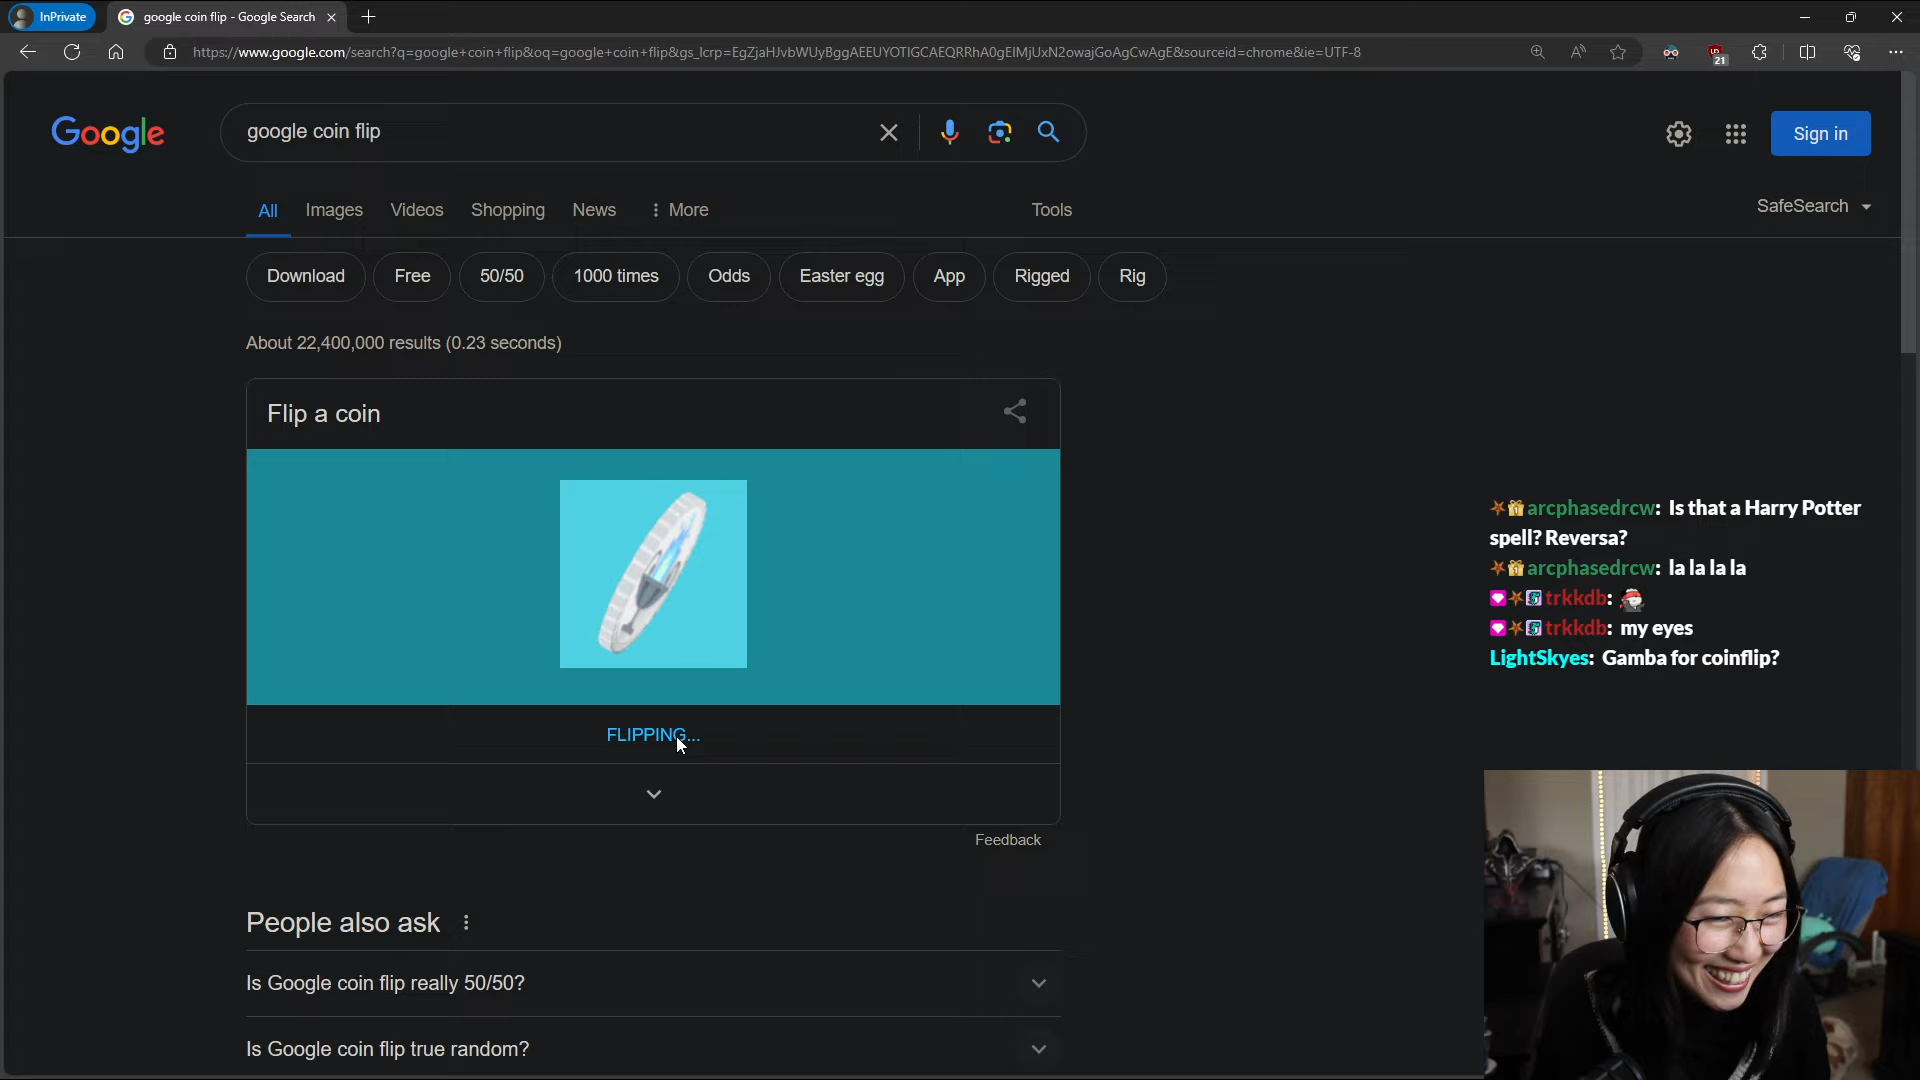 InPrivate
google coin flip - Google Search
https://www.google.com/search?q=google+coin+flip&oq=google+coin+flip&gs_lcrp=EgZjaHJvbWUyBggAEEUYOTIGCAEQRRhA0gEIMjUxN2owajGoAgCwAgE&sourceid=chrome&ie=UTF-8
21
Google
google coin flip
Sign in
All Images Videos Shopping News More Tools
SafeSearch
Download Free 50/50 1000 times Odds Easter egg App Rigged Rig
About 22,400,000 results (0.23 seconds)
Flip a coin
FLIPPING...
Feedback
People also ask
Is Google coin flip really 50/50?
Is Google coin flip true random?
arcphasedrcw: Is that a Harry Potter
spell? Reversa?
arcphasedrcw: la la la la
trkkdb:
trkkdb: my eyes
LightSkyes: Gamba for coinflip?